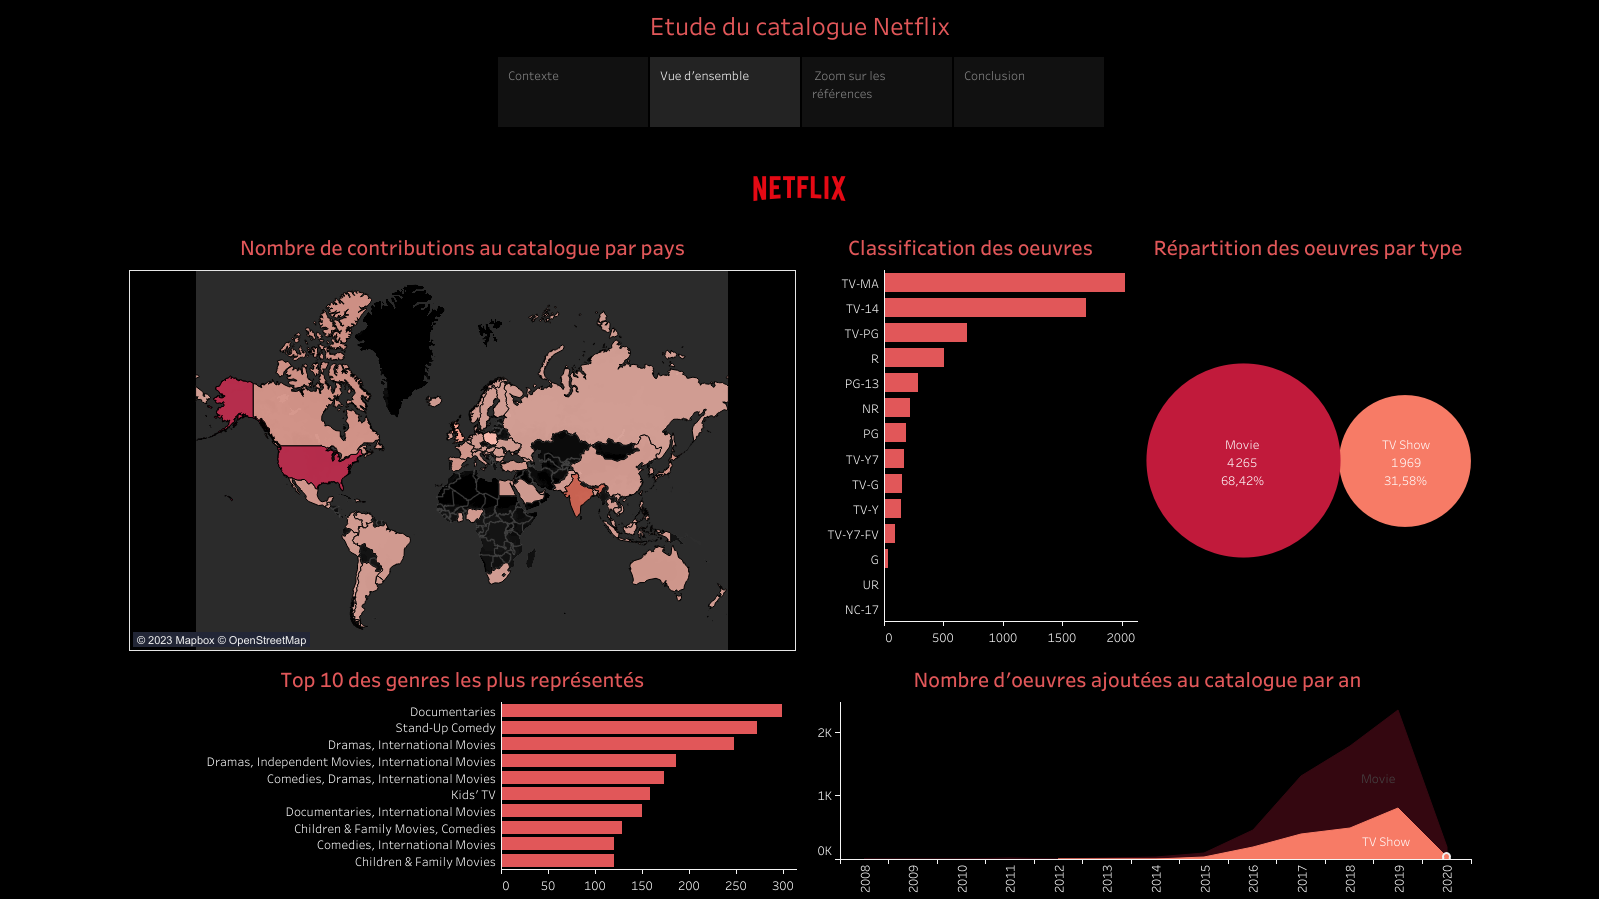 Etude du catalogue Netflix
Contexte
Vue d’ensemble
Zoom sur les
références
Conclusion
NETFLIX
Nombre de contributions au catalogue par pays
© 2023 Mapbox © OpenStreetMap
Classification des oeuvres
TV-MA
TV-14
TV-PG
R
PG-13
NR
PG
TV-Y7
TV-G
TV-Y
TV-Y7-FV
G
UR
NC-17
0 500 1000 1500 2000
Répartition des oeuvres par type
Movie
4 265
68,42%
TV Show
1 969
31,58%
Top 10 des genres les plus représentés
Documentaries
Stand-Up Comedy
Dramas, International Movies
Dramas, Independent Movies, International Movies
Comedies, Dramas, International Movies
Kids’ TV
Documentaries, International Movies
Children & Family Movies, Comedies
Comedies, International Movies
Children & Family Movies
0 50 100 150 200 250 300
Nombre d’oeuvres ajoutées au catalogue par an
2K
1K
0K
Movie
TV Show
2008 2009 2010 2011 2012 2013 2014 2015 2016 2017 2018 2019 2020